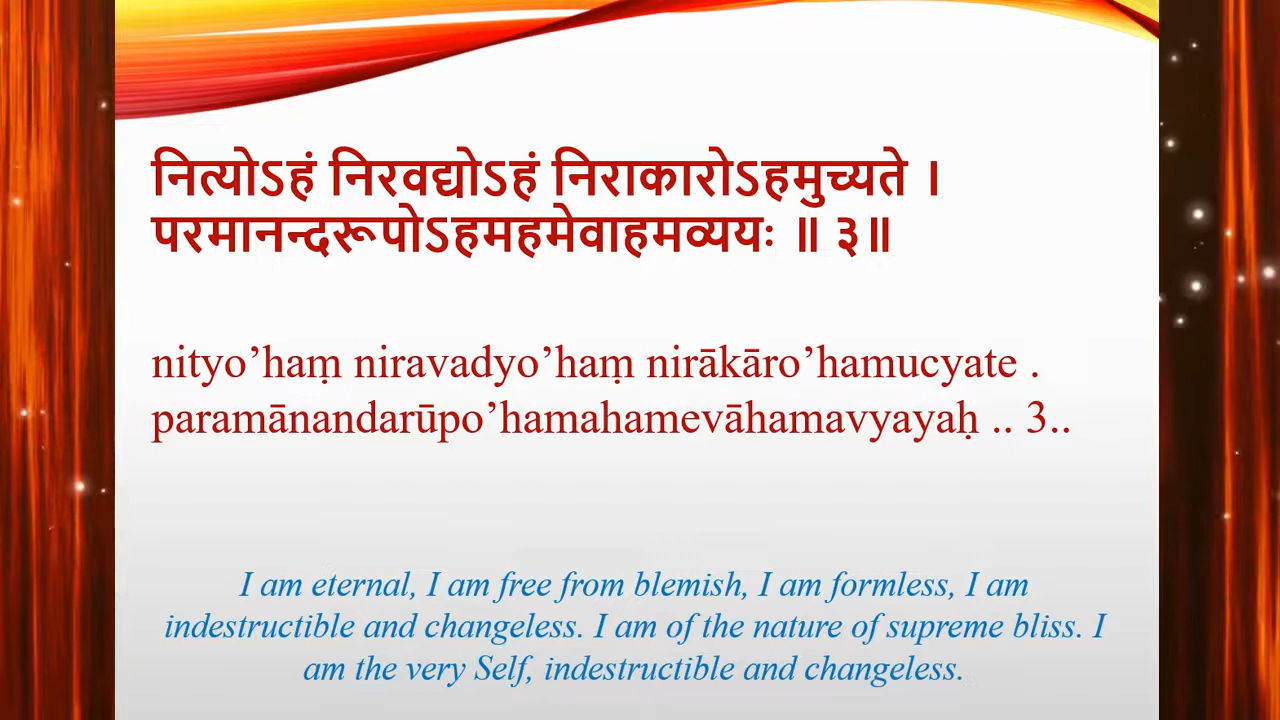 नित्योऽहं निरवद्योऽहं निराकारोऽहमुच्यते ।
परमानन्दरूपोऽहमहमेवाहमव्ययः ॥ ३॥
nityo’haṃ niravadyo’haṃ nirākāro’hamucyate .
paramānandarūpo’hamahamevāhamavyayaḥ .. 3..
I am eternal, I am free from blemish, I am formless, I am
indestructible and changeless. I am of the nature of supreme bliss. I
am the very Self, indestructible and changeless.